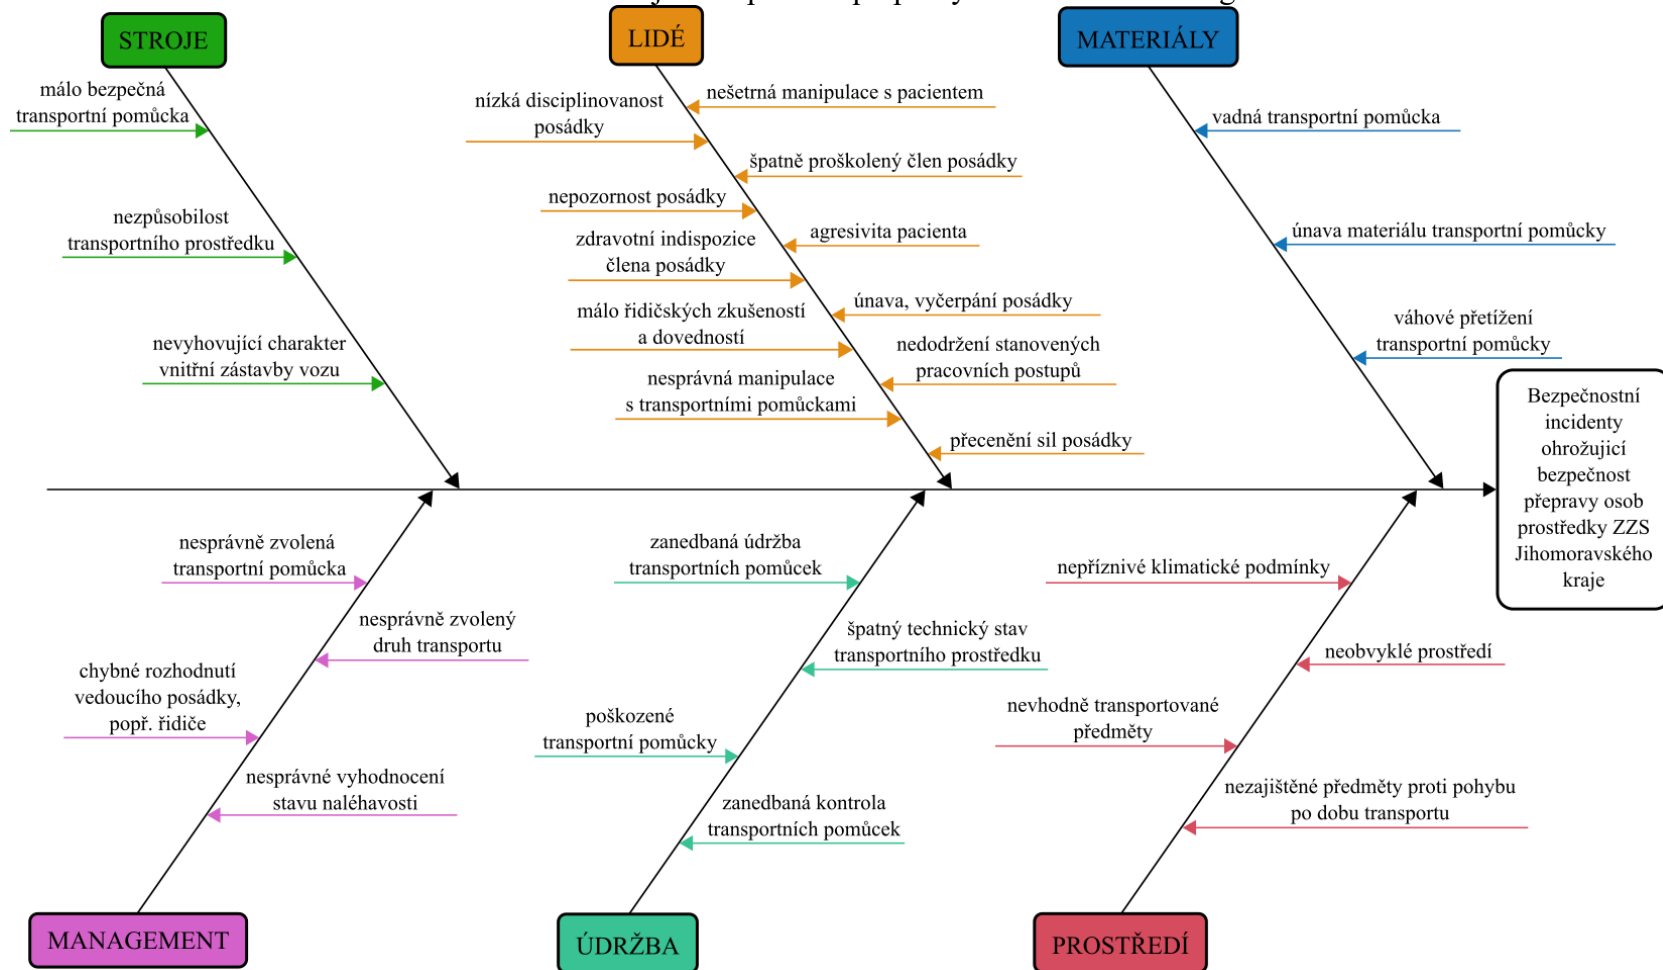 STROJE
málo bezpečná
transportní pomůcka
nezpůsobilost
transportního prostředku
nevyhovující charakter
vnitřní zástavby vozu
LIDÉ
nešetrná manipulace s pacientem
nízká disciplinovanost
posádky
špatně proškolený člen posádky
nepozornost posádky
agresivita pacienta
zdravotní indispozice
člena posádky
únava, vyčerpání posádky
málo řidičských zkušeností
a dovedností
nedodržení stanovených
pracovních postupů
nesprávná manipulace
s transportními pomůckami
přecenění sil posádky
MATERIÁLY
vadná transportní pomůcka
únava materiálu transportní pomůcky
váhové přetížení
transportní pomůcky
Bezpečnostní
incidenty
ohrožujicí
bezpečnost
přepravy osob
prostředky ZZS
Jihomoravského
kraje
nesprávně zvolená
transportní pomůcka
nesprávně zvolený
druh transportu
chybné rozhodnutí
vedoucího posádky,
popř. řidiče
nesprávné vyhodnocení
stavu naléhavosti
MANAGEMENT
zanedbaná údržba
transportních pomůcek
špatný technický stav
transportního prostředku
poškozené
transportní pomůcky
zanedbaná kontrola
transportních pomůcek
ÚDRŽBA
nepříznivé klimatické podmínky
neobvyklé prostředí
nevhodně transportované
předměty
nezajištěné předměty proti pohybu
po dobu transportu
PROSTŘEDÍ